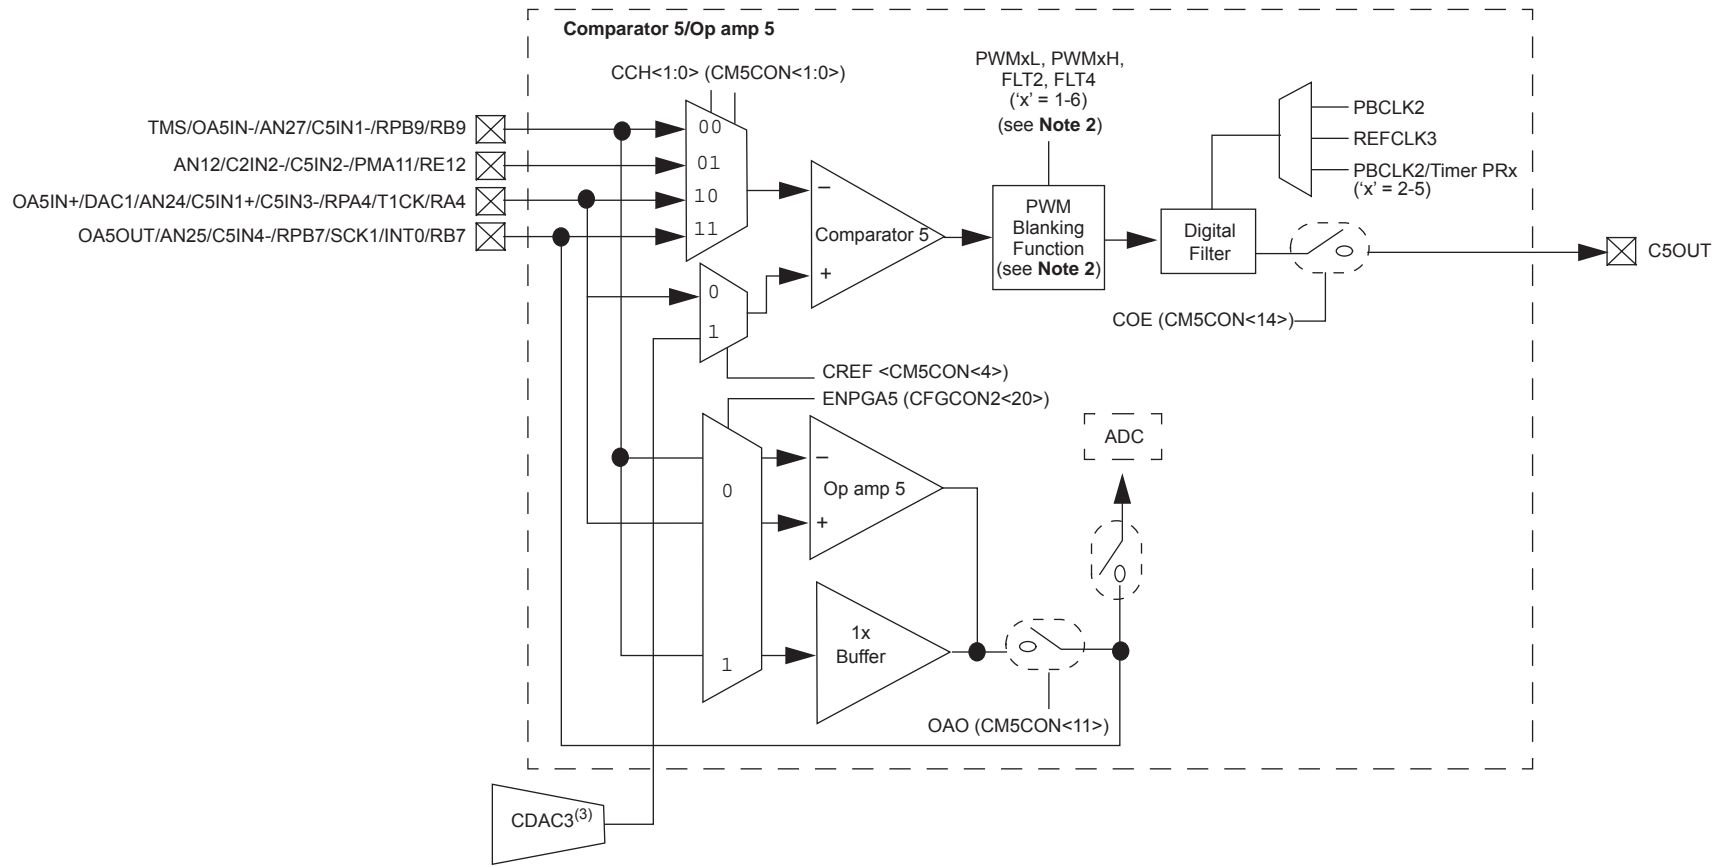 Comparator 5/Op amp 5
CCH<1:0> (CM5CON<1:0>)
PWMxL, PWMxH,
FLT2, FLT4
(‘x’ = 1-6)
(see Note 2)
PBCLK2
REFCLK3
PBCLK2/Timer PRx
(‘x’ = 2-5)
TMS/OA5IN-/AN27/C5IN1-/RPB9/RB9
AN12/C2IN2-/C5IN2-/PMA11/RE12
OA5IN+/DAC1/AN24/C5IN1+/C5IN3-/RPA4/T1CK/RA4
OA5OUT/AN25/C5IN4-/RPB7/SCK1/INT0/RB7
00
01
10
11
–
Comparator 5
+
PWM
Blanking
Function
(see Note 2)
Digital
Filter
C5OUT
COE (CM5CON<14>)
0
1
CREF <CM5CON<4>)
ENPGA5 (CFGCON2<20>)
0
1
–
Op amp 5
+
ADC
1x
Buffer
OAO (CM5CON<11>)
CDAC3(3)